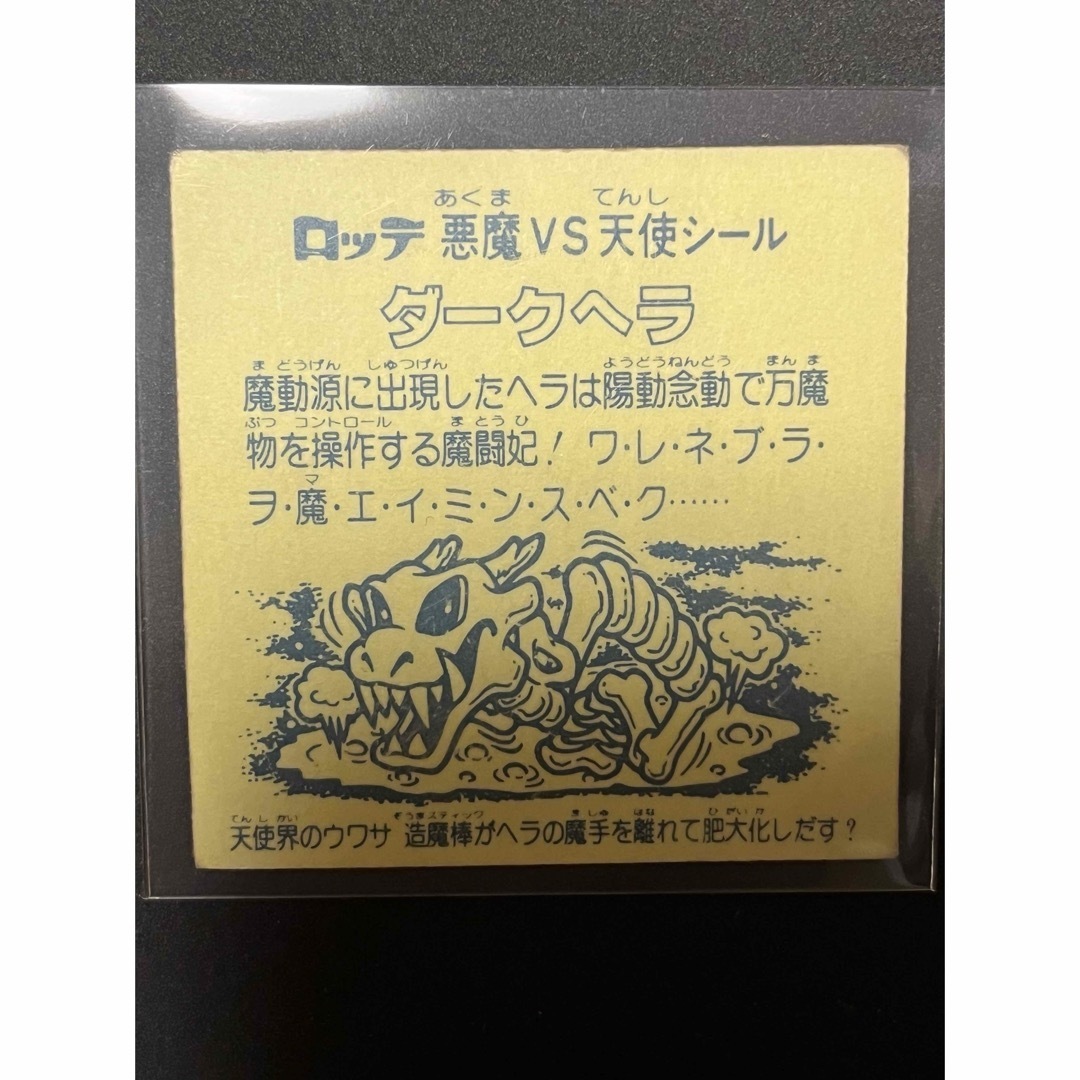 あくま てんし
ロッテ 悪魔VS天使シール
ダークヘラ
まどうげん しゅつげん ようどうねんどう まんま
魔動源に出現したヘラは陽動念動で万魔
ぶつ コントロール まとうひ
物を操作する魔闘妃! ワ・レ・ネ・ブ・ラ・
マ
ヲ・魔・エ・イ・ミ・ン・ス・ベ・ク……
てんしかい ぞうまスティック ましゅ はな ひだいか
天使界のウワサ 造魔棒がヘラの魔手を離れて肥大化しだす?